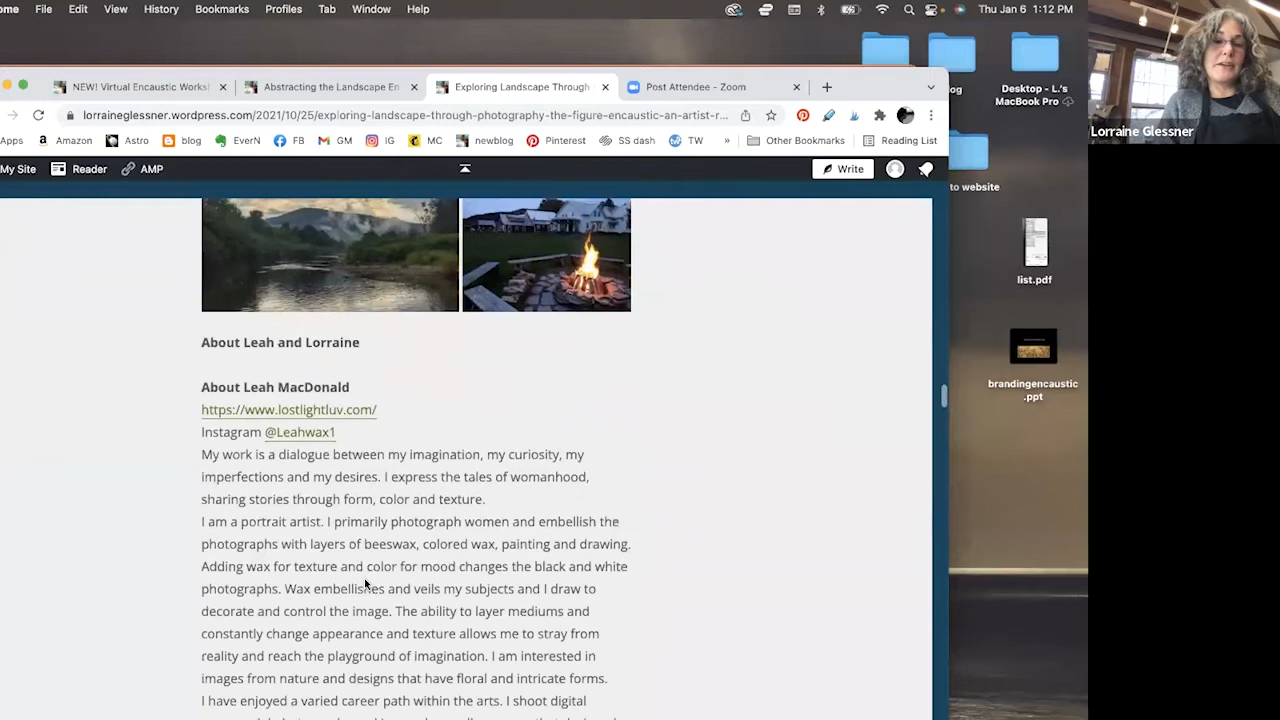 ome File Edit View History Bookmarks Profiles Tab Window Help Thu Jan 6 1:12 PM
NEW! Virtual Encaustic Works! Abstracting the Landscape En Exploring Landscape Through Post Attendee - Zoom
lorraineglessner.wordpress.com/2021/10/25/exploring-landscape-through-photography-the-figure-encaustic-an-artist-r...
Amazon Astro blog EverN FB GM IG MC newblog Pinterest SS dash TW » Other Bookmarks Reading List
My Site Reader AMP Write
About Leah and Lorraine
About Leah MacDonald
https://www.lostlightluv.com/
Instagram @Leahwax1
My work is a dialogue between my imagination, my curiosity, my
imperfections and my desires. I express the tales of womanhood,
sharing stories through form, color and texture.
I am a portrait artist. I primarily photograph women and embellish the
photographs with layers of beeswax, colored wax, painting and drawing.
Adding wax for texture and color for mood changes the black and white
photographs. Wax embellishes and veils my subjects and I draw to
decorate and control the image. The ability to layer mediums and
constantly change appearance and texture allows me to stray from
reality and reach the playground of imagination. I am interested in
images from nature and designs that have floral and intricate forms.
I have enjoyed a varied career path within the arts. I shoot digital
log
Desktop - L.'s
MacBook Pro
to website
list.pdf
brandingencaustic
.ppt
Lorraine Glessner